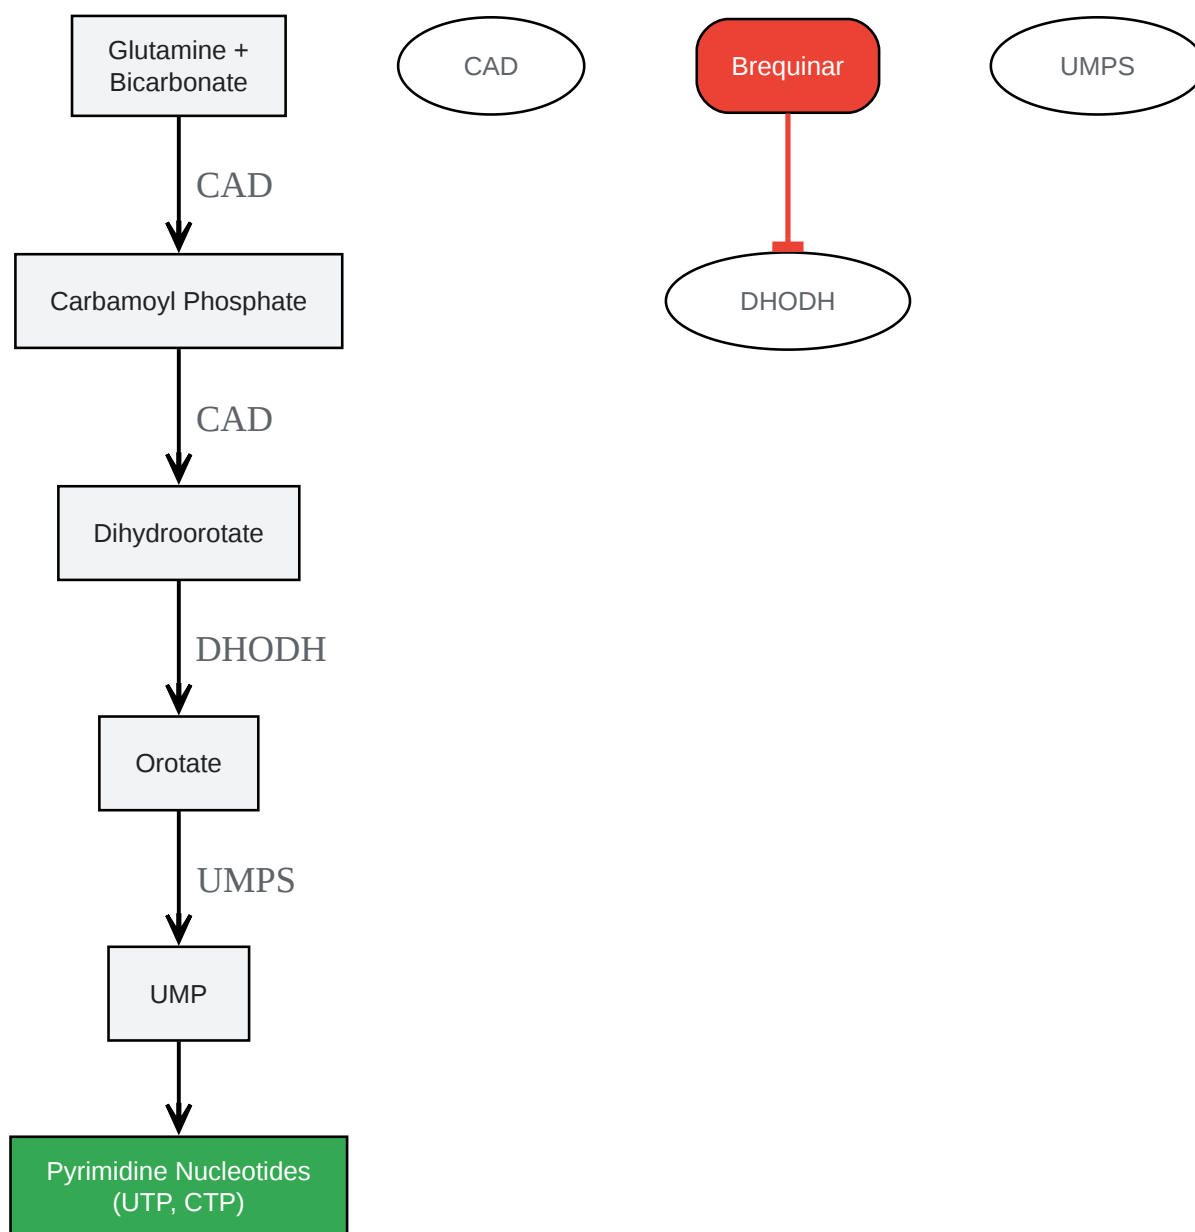 Glutamine +
Bicarbonate
CAD
Brequinar
UMPS
CAD
Carbamoyl Phosphate
DHODH
CAD
Dihydroorotate
DHODH
Orotate
UMPS
UMP
Pyrimidine Nucleotides
(UTP, CTP)